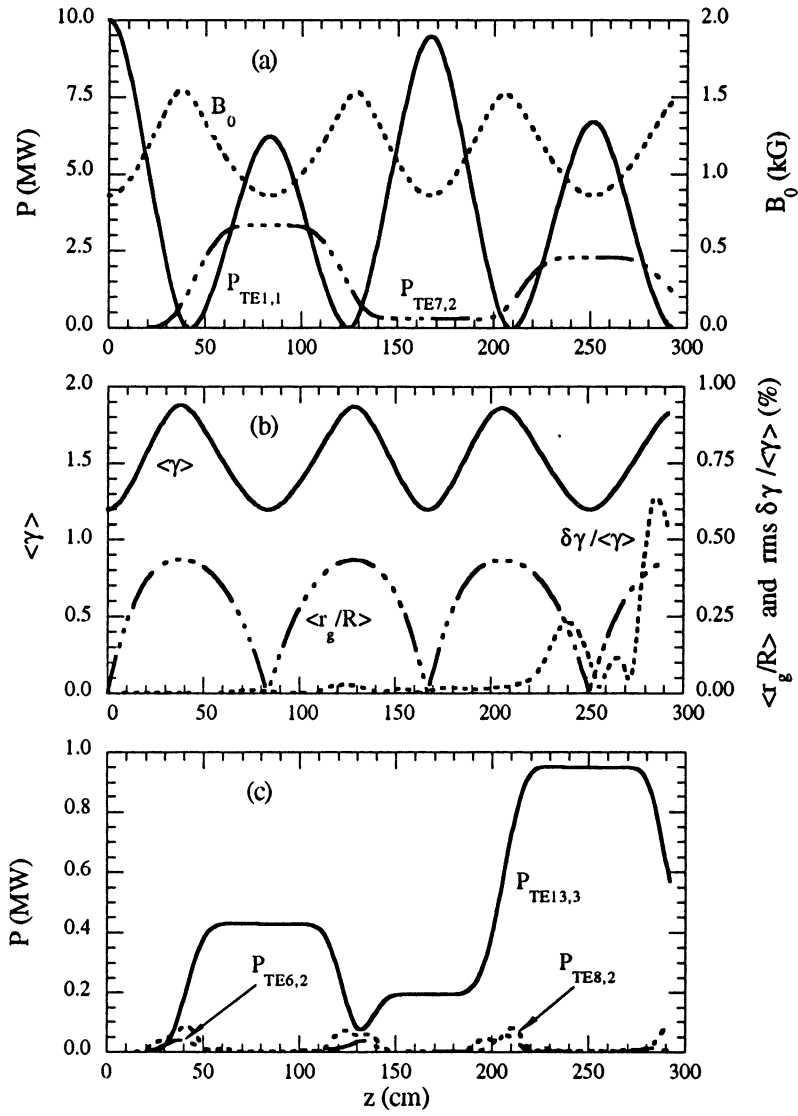 10.0
7.5
5.0
2.5
0.0
P (MW)
(a)
B0
PTE1,1
PTE7,2
2.0
1.5
1.0
0.5
0.0
B0 (kG)
0 50 100 150 200 250 300
2.0
1.5
1.0
0.5
0.0
<γ>
(b)
<γ>
<rg/R>
δγ/<γ>
1.00
0.75
0.50
0.25
0.00
<rg/R> and rms δγ/<γ> (%)
0 50 100 150 200 250 300
1.0
0.8
0.6
0.4
0.2
0.0
P (MW)
(c)
PTE6,2
PTE13,3
PTE8,2
0 50 100 150 200 250 300
z (cm)